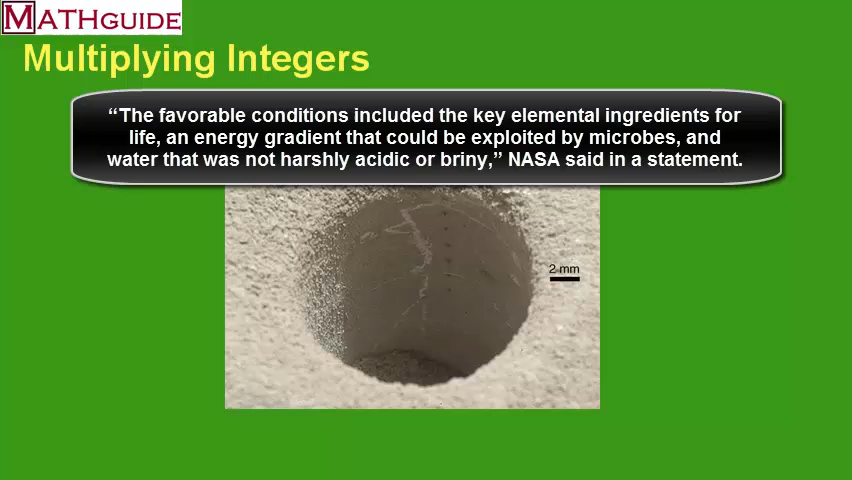 MATHGUIDE
Multiplying Integers
“The favorable conditions included the key elemental ingredients for
life, an energy gradient that could be exploited by microbes, and
water that was not harshly acidic or briny,” NASA said in a statement.
2 mm